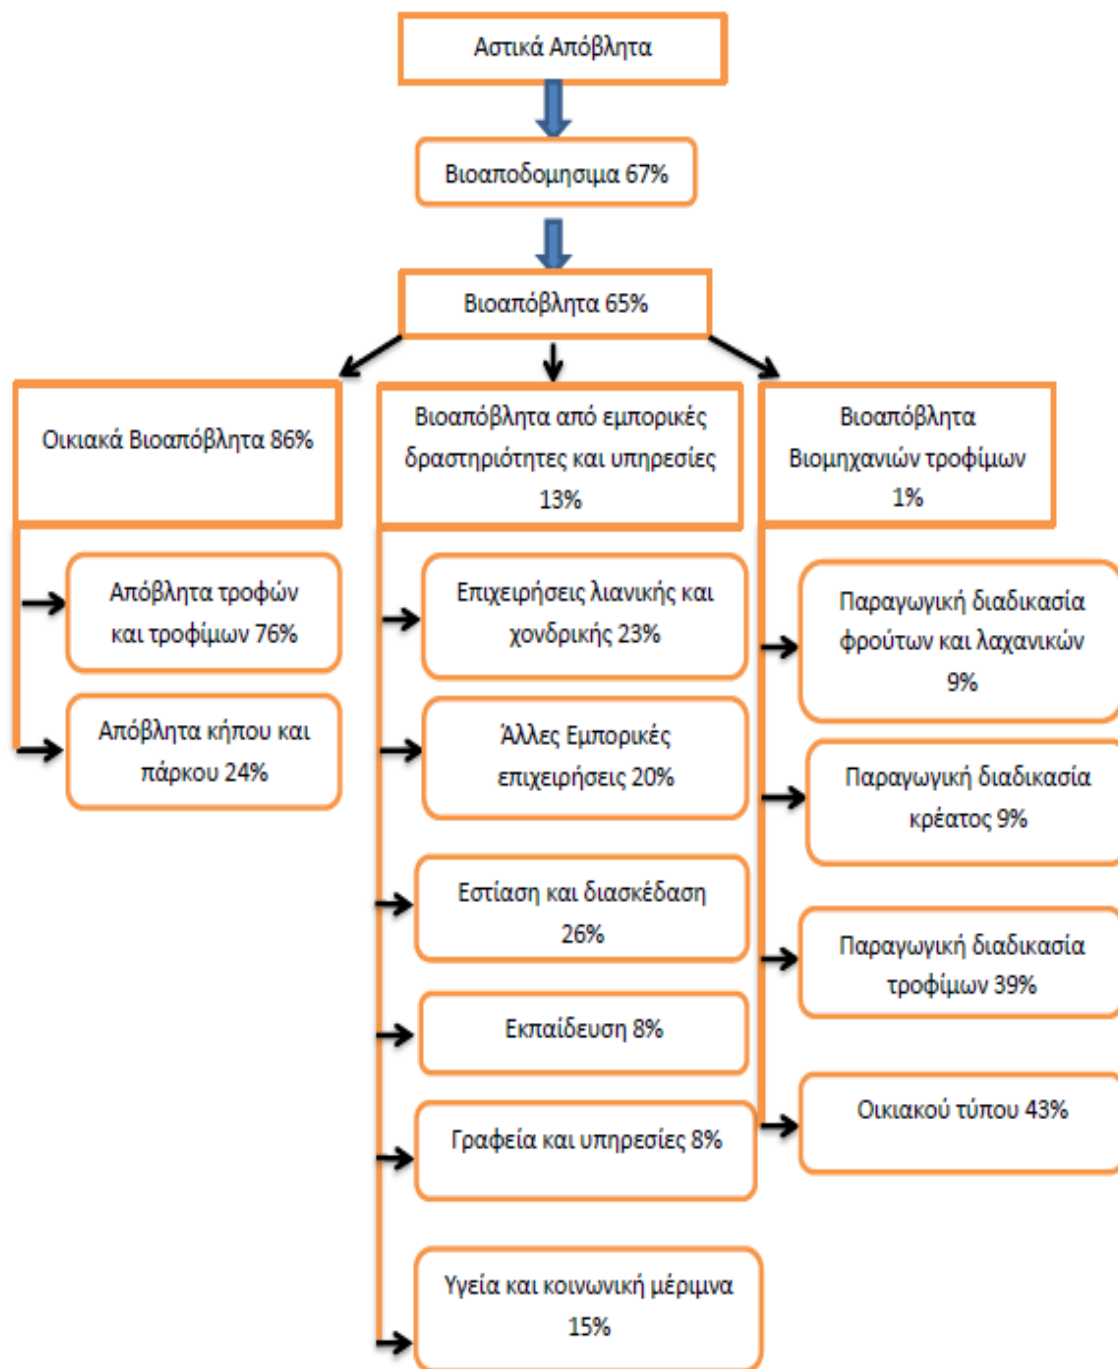 Αστικά Απόβλητα
Βιοαποδομησιμα 67%
Βιοαπόβλητα 65%
Οικιακά Βιοαπόβλητα 86%
Απόβλητα τροφών
και τροφίμων 76%
Απόβλητα κήπου και
πάρκου 24%
Βιοαπόβλητα από εμπορικές
δραστηριότητες και υπηρεσίες
13%
Επιχειρήσεις λιανικής και
χονδρικής 23%
Άλλες Εμπορικές
επιχειρήσεις 20%
Εστίαση και διασκέδαση
26%
Εκπαίδευση 8%
Γραφεία και υπηρεσίες 8%
Υγεία και κοινωνική μέριμνα
15%
Βιοαπόβλητα
Βιομηχανιών τροφίμων
1%
Παραγωγική διαδικασία
φρούτων και λαχανικών
9%
Παραγωγική διαδικασία
κρέατος 9%
Παραγωγική διαδικασία
τροφίμων 39%
Οικιακού τύπου 43%